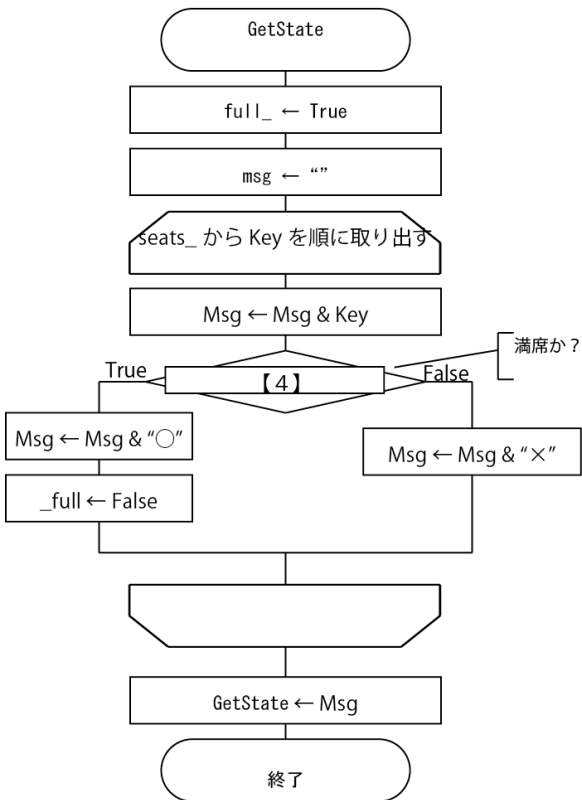 GetState
full_ ← True
msg ← “”
seats_ から Key を順に取り出す
Msg ← Msg & Key
満席か？
True
【４】
False
Msg ← Msg & “○”
Msg ← Msg & “×”
_full ← False
GetState ← Msg
終了